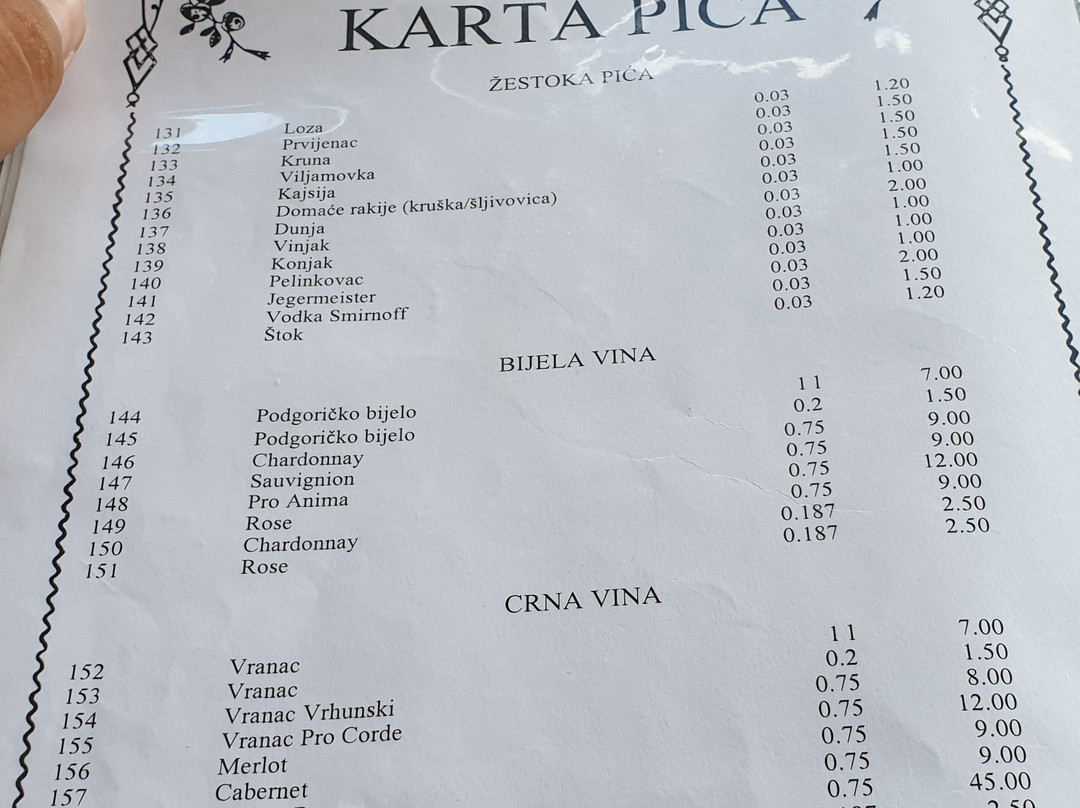 KARTA PIĆA
ŽESTOKA PIĆA
131 Loza 0.03 1.20
132 Prvijenac 0.03 1.50
133 Kruna 0.03 1.50
134 Viljamovka 0.03 1.50
135 Kajsija 0.03 1.50
136 Domaće rakije (kruška/šljivovica) 0.03 1.00
137 Dunja 0.03 2.00
138 Vinjak 0.03 1.00
139 Konjak 0.03 1.00
140 Pelinkovac 0.03 1.00
141 Jegermeister 0.03 2.00
142 Vodka Smirnoff 0.03 1.50
143 Štok 0.03 1.20
BIJELA VINA
144 Podgoričko bijelo 1 l 7.00
145 Podgoričko bijelo 0.2 1.50
146 Chardonnay 0.75 9.00
147 Sauvignion 0.75 9.00
148 Pro Anima 0.75 12.00
149 Rose 0.75 9.00
150 Chardonnay 0.187 2.50
151 Rose 0.187 2.50
CRNA VINA
152 Vranac 1 l 7.00
153 Vranac 0.2 1.50
154 Vranac Vrhunski 0.75 8.00
155 Vranac Pro Corde 0.75 12.00
156 Merlot 0.75 9.00
157 Cabernet 0.75 9.00
0.75 45.00